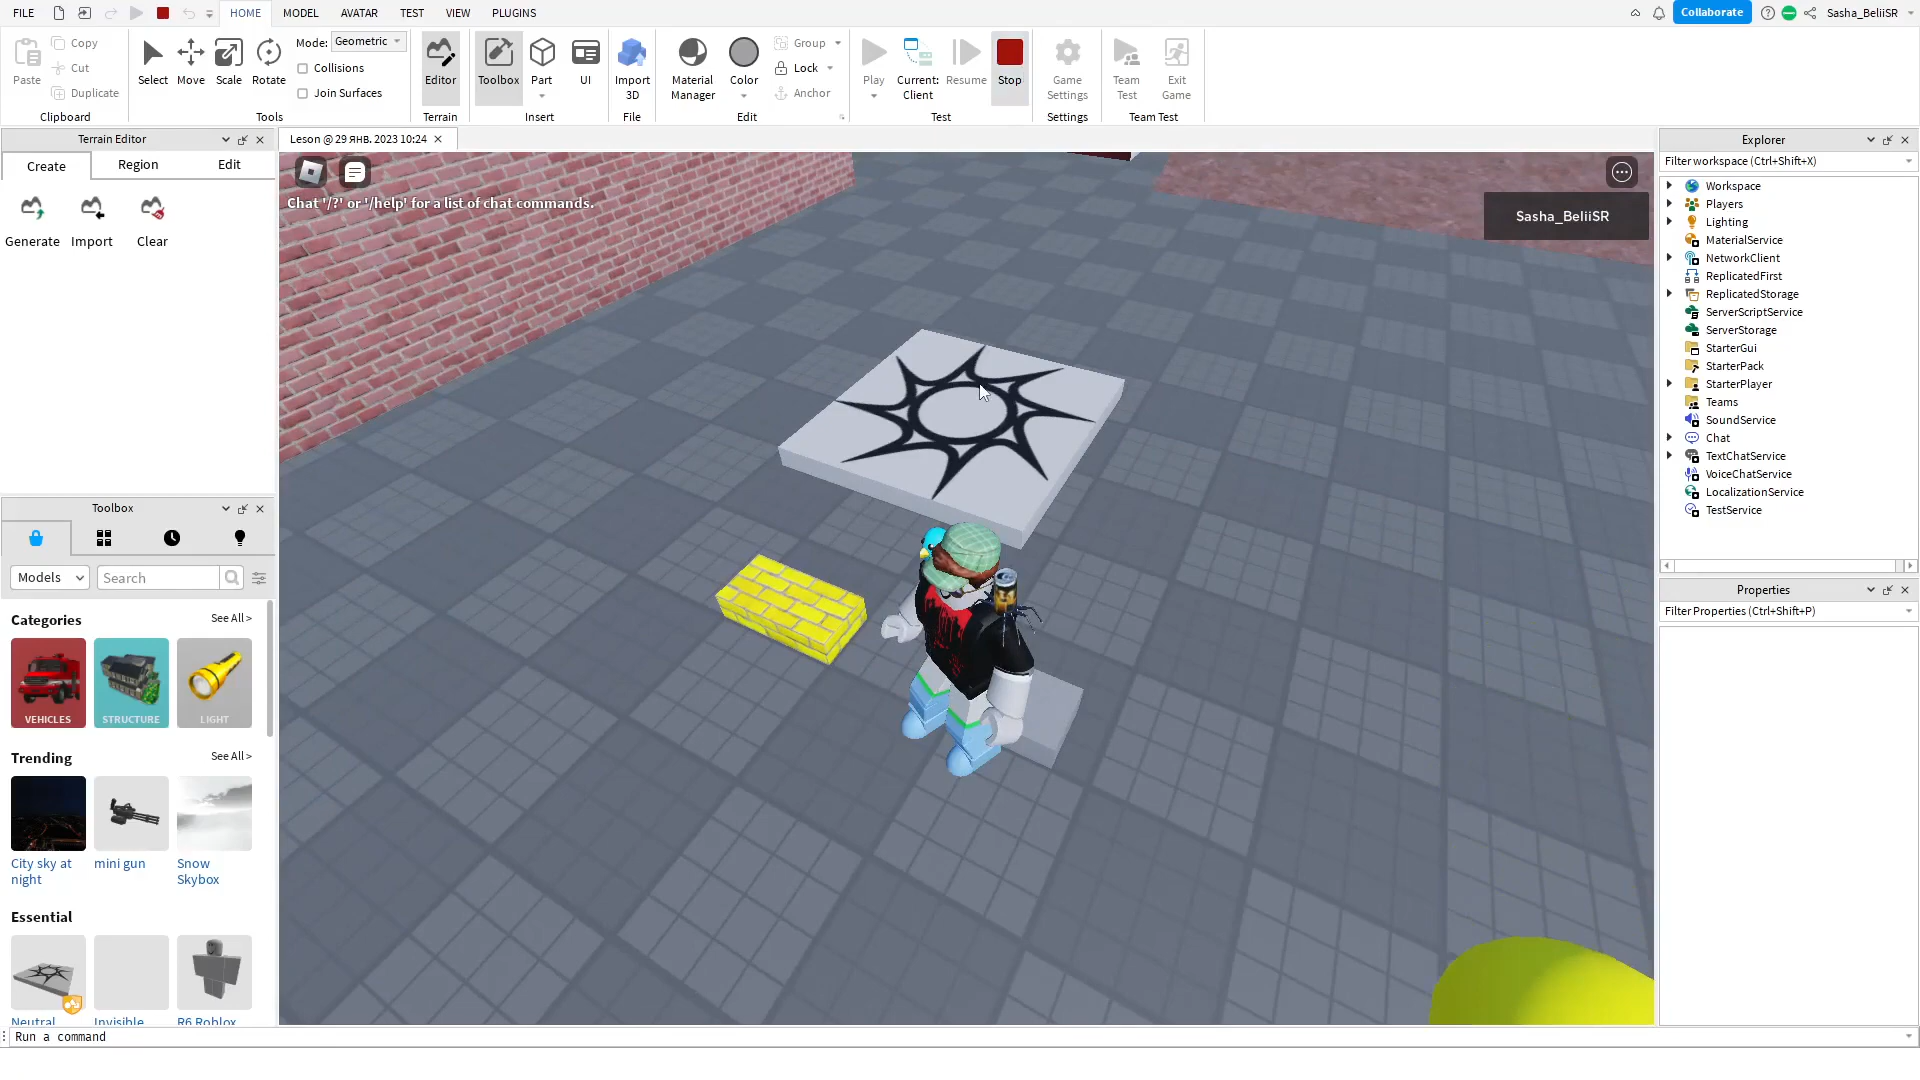 FILE HOME MODEL AVATAR TEST VIEW PLUGINS Collaborate Sasha_BeliiSR
Paste Copy Cut Duplicate Clipboard
Select Move Scale Rotate Mode: Geometric Collisions Join Surfaces Tools
Editor Terrain
Toolbox Part UI Insert
Import 3D File
Material Manager Color Group Lock Anchor Edit
Play Current: Client Resume Stop Test
Game Settings Settings
Team Test Exit Game Team Test
Terrain Editor
Create Region Edit
Generate Import Clear
Toolbox
Models Search
Categories See All >
VEHICLES STRUCTURE LIGHT
Trending See All >
City sky at night mini gun Snow Skybox
Essential
Neutral Invisible R6 Roblox
Leson @ 29 янв. 2023 10:24
Chat '/?' or '/help' for a list of chat commands.
Sasha_BeliiSR
Explorer
Filter workspace (Ctrl+Shift+X)
Workspace
Players
Lighting
MaterialService
NetworkClient
ReplicatedFirst
ReplicatedStorage
ServerScriptService
ServerStorage
StarterGui
StarterPack
StarterPlayer
Teams
SoundService
Chat
TextChatService
VoiceChatService
LocalizationService
TestService
Properties
Filter Properties (Ctrl+Shift+P)
Run a command